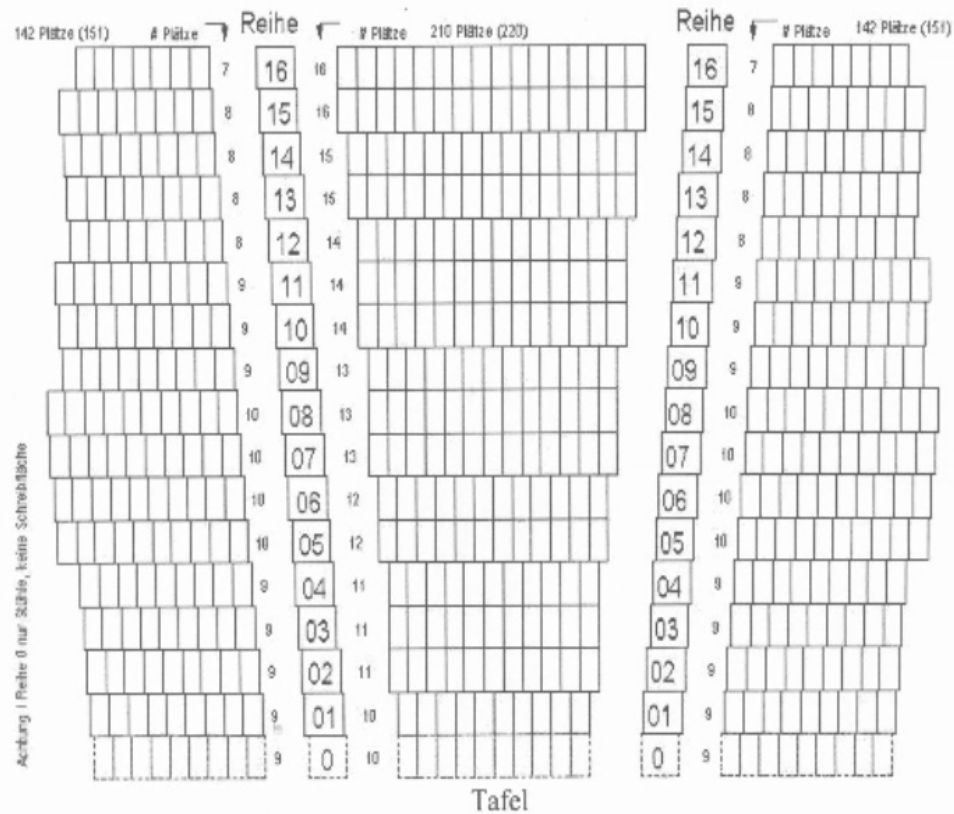 142 Plätze (151) # Plätze Reihe # Plätze 210 Plätze (220) Reihe # Plätze 142 Plätze (151)
7 16 16 16 7
8 15 16 15 8
8 14 15 14 8
8 13 15 13 8
8 12 14 12 8
9 11 14 11 9
9 10 14 10 9
9 09 13 09 9
10 08 13 08 10
10 07 13 07 10
10 06 12 06 10
10 05 12 05 10
9 04 11 04 9
9 03 11 03 9
9 02 11 02 9
9 01 10 01 9
9 0 10 0 9
Tafel
Achtung ! Reihe 0 nur Stühle, keine Schreibfläche